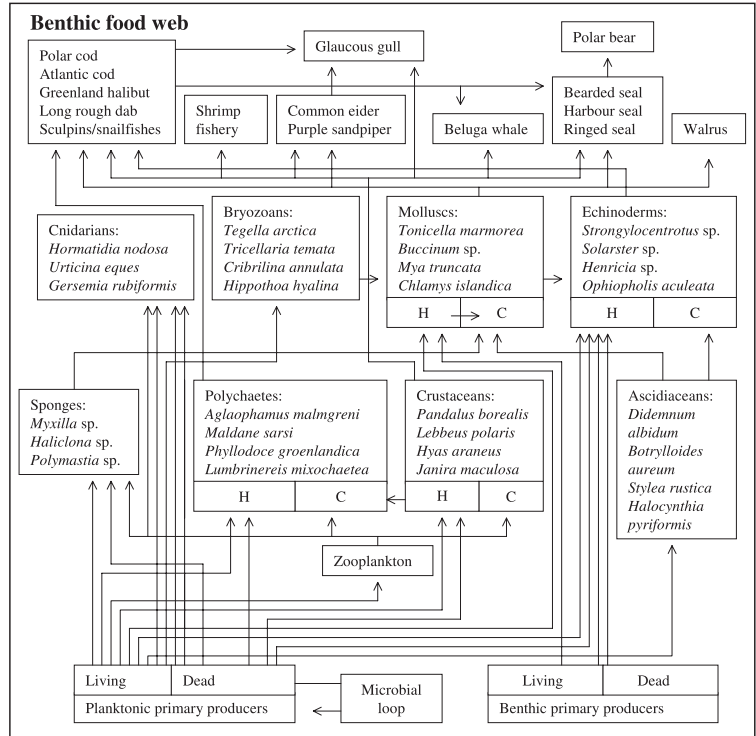 Benthic food web
Polar cod
Atlantic cod
Greenland halibut
Long rough dab
Sculpins/snailfishes
Glaucous gull
Polar bear
Shrimp
fishery
Common eider
Purple sandpiper
Beluga whale
Bearded seal
Harbour seal
Ringed seal
Walrus
Cnidarians:
Hormatidia nodosa
Urticina eques
Gersemia rubiformis
Bryozoans:
Tegella arctica
Tricellaria temata
Cribrilina annulata
Hippothoa hyalina
Molluscs:
Tonicella marmorea
Buccinum sp.
Mya truncata
Chlamys islandica
H C
Echinoderms:
Strongylocentrotus sp.
Solarster sp.
Henricia sp.
Ophiopholis aculeata
H C
Sponges:
Myxilla sp.
Haliclona sp.
Polymastia sp.
Polychaetes:
Aglaophamus malmgreni
Maldane sarsi
Phyllodoce groenlandica
Lumbrinereis mixochaetea
H C
Crustaceans:
Pandalus borealis
Lebbeus polaris
Hyas araneus
Janira maculosa
H C
Ascidiaceans:
Didemnum
albidum
Botrylloides
aureum
Stylea rustica
Halocynthia
pyriformis
Zooplankton
Living Dead
Planktonic primary producers
Microbial
loop
Living Dead
Benthic primary producers